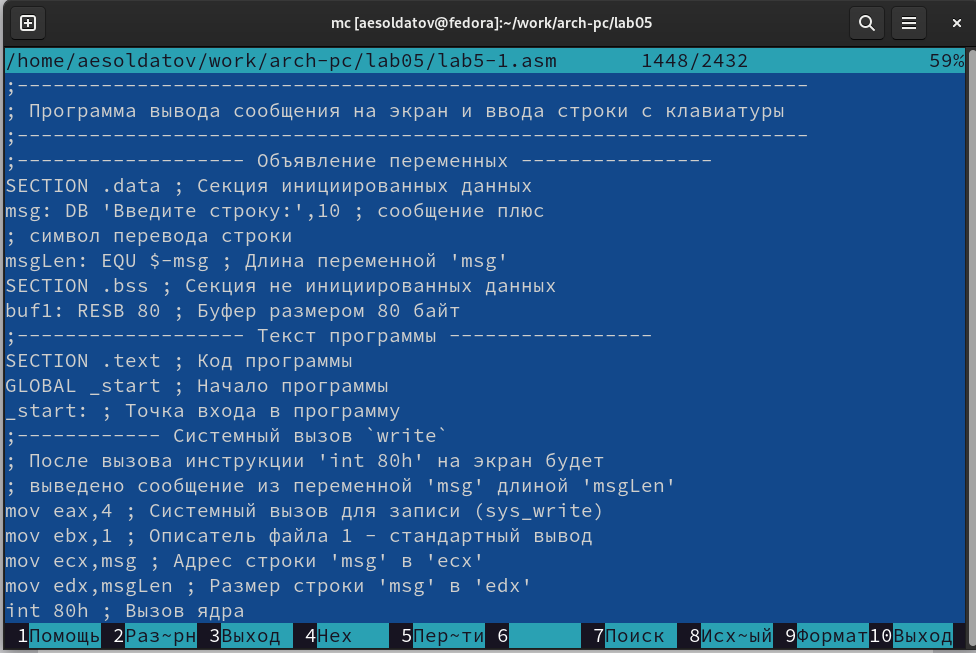 mc [aesoldatov@fedora]:~/work/arch-pc/lab05
/home/aesoldatov/work/arch-pc/lab05/lab5-1.asm 1448/2432 59%
;------------------------------------------------------------------
; Программа вывода сообщения на экран и ввода строки с клавиатуры
;------------------------------------------------------------------
;------------------- Объявление переменных ----------------
SECTION .data ; Секция инициированных данных
msg: DB 'Введите строку:',10 ; сообщение плюс
; символ перевода строки
msgLen: EQU $-msg ; Длина переменной 'msg'
SECTION .bss ; Секция не инициированных данных
buf1: RESB 80 ; Буфер размером 80 байт
;------------------- Текст программы -----------------
SECTION .text ; Код программы
GLOBAL _start ; Начало программы
_start: ; Точка входа в программу
;------------ Системный вызов `write`
; После вызова инструкции 'int 80h' на экран будет
; выведено сообщение из переменной 'msg' длиной 'msgLen'
mov eax,4 ; Системный вызов для записи (sys_write)
mov ebx,1 ; Описатель файла 1 - стандартный вывод
mov ecx,msg ; Адрес строки 'msg' в 'ecx'
mov edx,msgLen ; Размер строки 'msg' в 'edx'
int 80h ; Вызов ядра
1Помощь 2Раз~рн 3Выход 4Hex 5Пер~ти 6 7Поиск 8Исх~ый 9Формат 10Выход